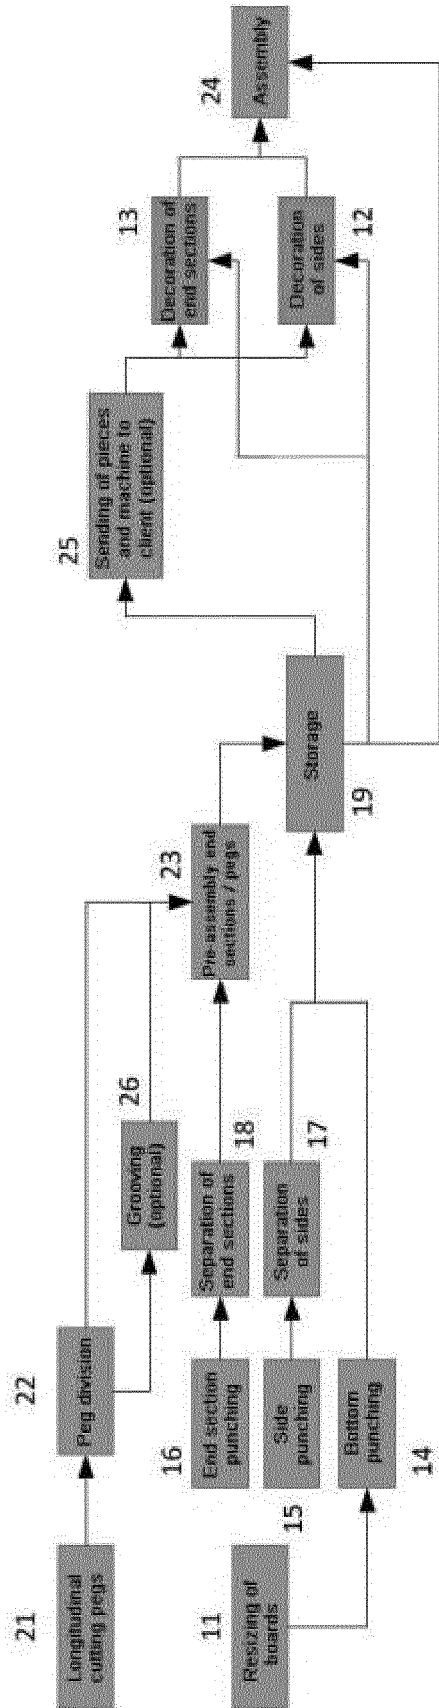 21
Longitudinal
cutting pegs
22
Peg division
26
Grooving
(optional)
11
Resizing of
boards
16
End section
punching
18
Separation of
end sections
15
Side
punching
17
Separation
of sides
14
Bottom
punching
23
Pre-assembly end
sections / pegs
19
Storage
25
Sending of pieces
and machine to
client (optional)
13
Decoration of
end sections
12
Decoration
of sides
24
Assembly